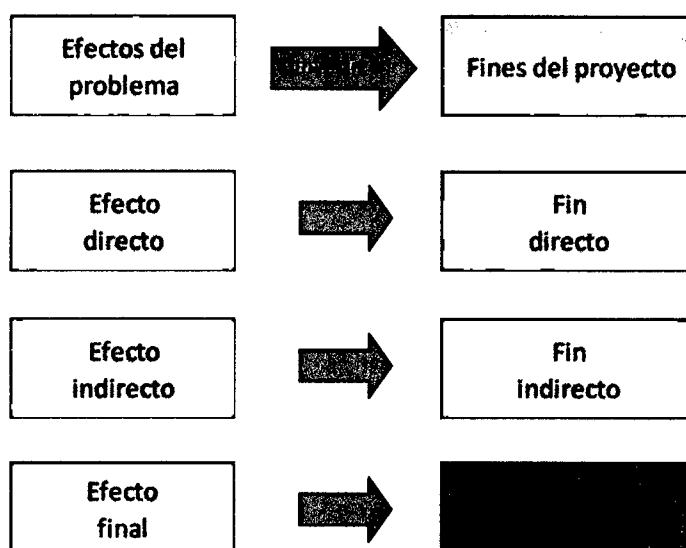 Efectos del
problema
Fines del proyecto
Efecto
directo
Fin
directo
Efecto
indirecto
Fin
indirecto
Efecto
final